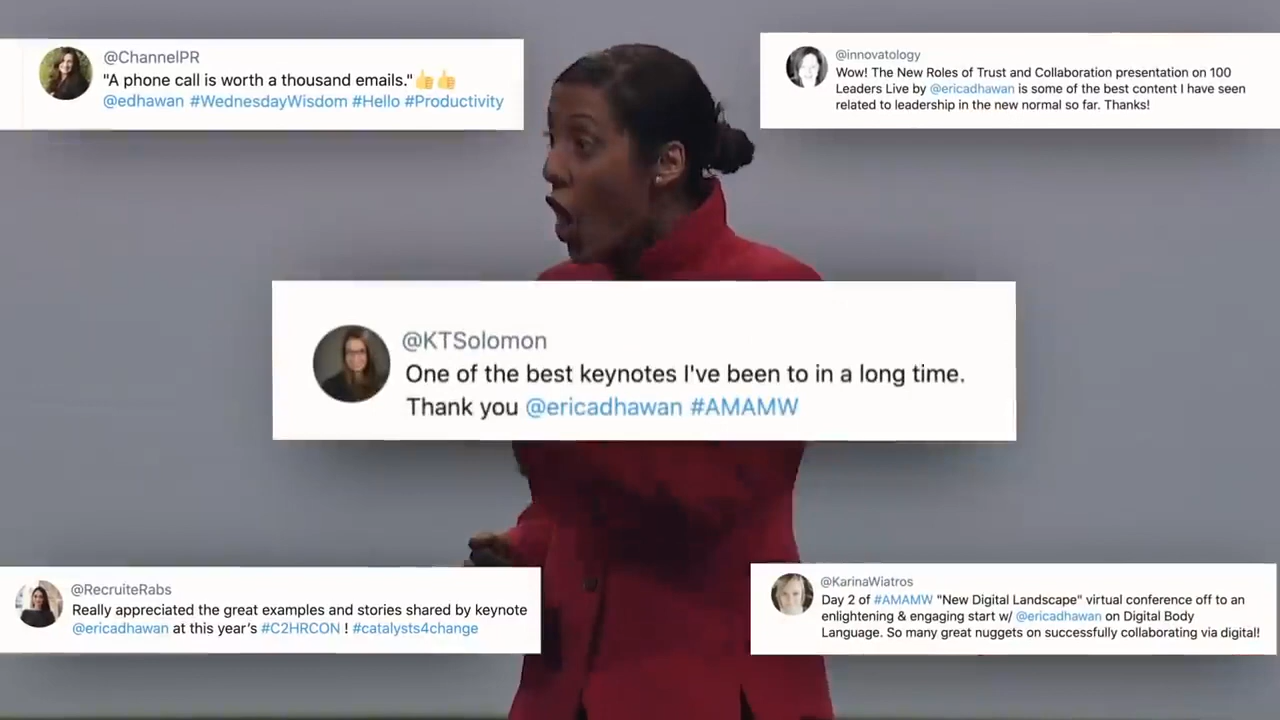 @ChannelPR
"A phone call is worth a thousand emails."👍👍
@edhawan #WednesdayWisdom #Hello #Productivity
@innovatology
Wow! The New Roles of Trust and Collaboration presentation on 100
Leaders Live by @ericadhawan is some of the best content I have seen
related to leadership in the new normal so far. Thanks!
@KTSolomon
One of the best keynotes I've been to in a long time.
Thank you @ericadhawan #AMAMW
@RecruiteRabs
Really appreciated the great examples and stories shared by keynote
@ericadhawan at this year’s #C2HRCON ! #catalysts4change
@KarinaWiatros
Day 2 of #AMAMW "New Digital Landscape" virtual conference off to an
enlightening & engaging start w/ @ericadhawan on Digital Body
Language. So many great nuggets on successfully collaborating via digital!